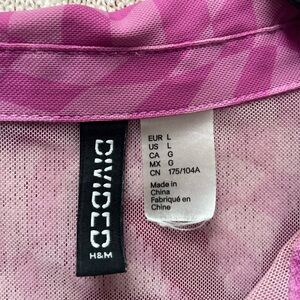 DIVIDED
H&M
EUR L
US L
CA G
MX G
CN 175/104A
Made in
China
Fabriqué en
Chine